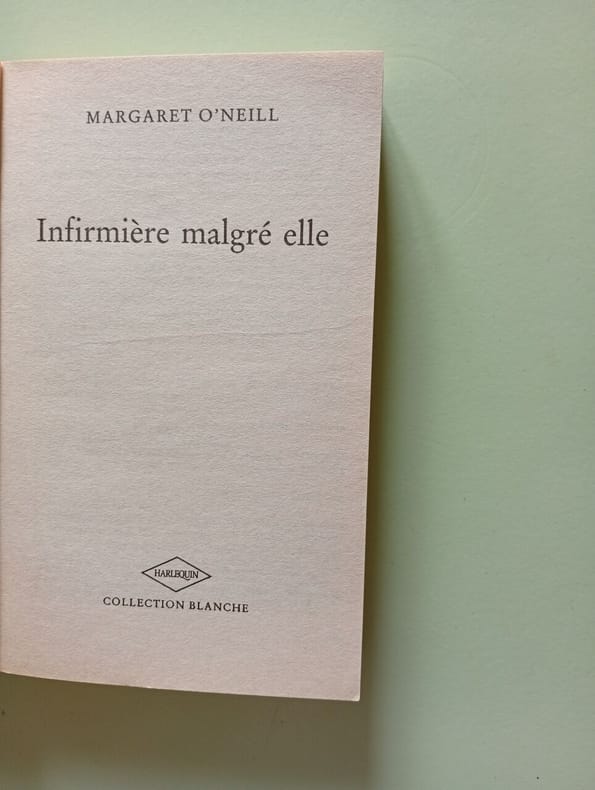 MARGARET O'NEILL
Infirmière malgré elle
HARLEQUIN
COLLECTION BLANCHE